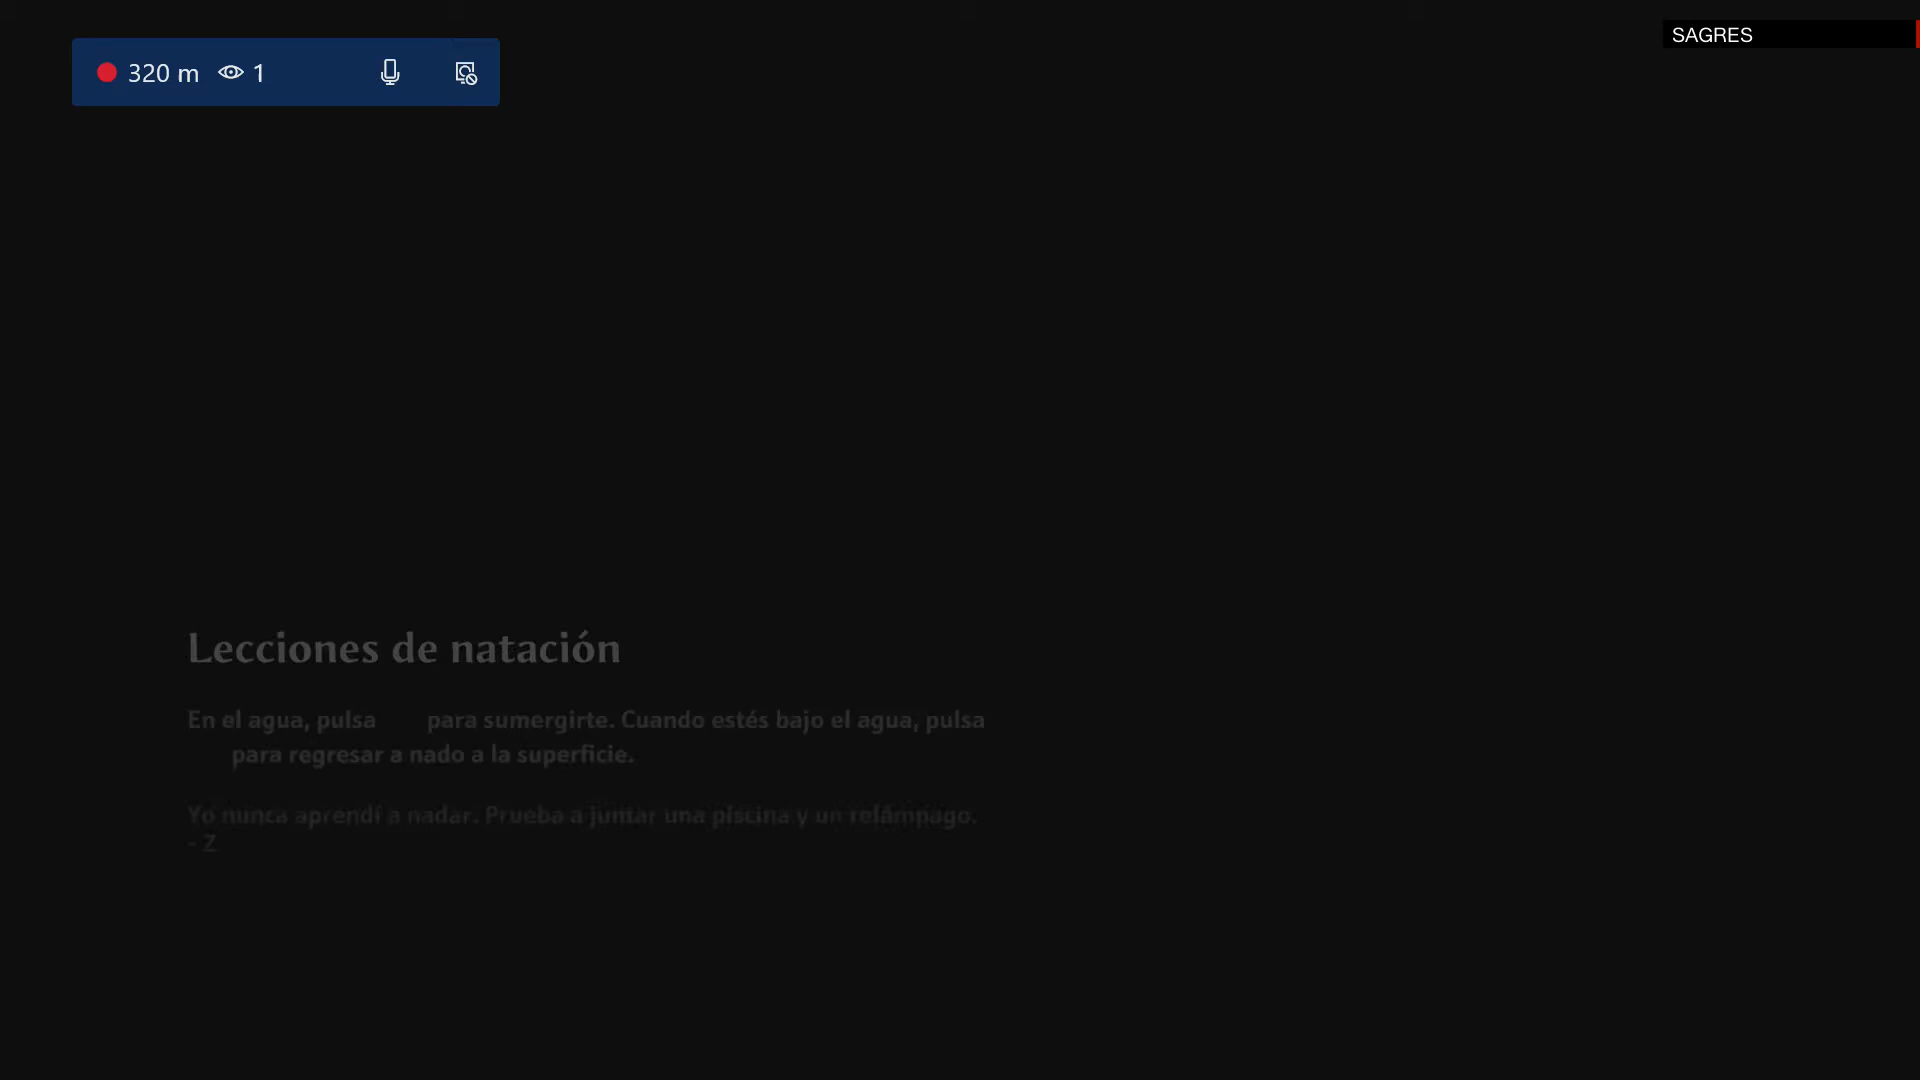 SAGRES
320 m 1
Lecciones de natación
En el agua, pulsa para sumergirte. Cuando estés bajo el agua, pulsa
para regresar a nado a la superficie.
Yo nunca aprendí a nadar. Prueba a juntar una piscina y un relámpago.
- Z